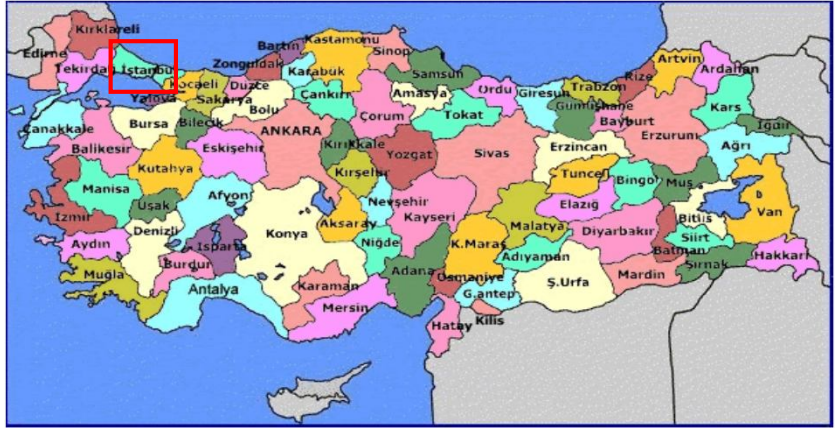 Kırklareli
Edirne
Tekirdağ
İstanbul
Kocaeli
Yalova
Sakarya
Düzce
Zonguldak
Bartın
Kastamonu
Karabük
Sinop
Samsun
Çankırı
Bolu
Amasya
Ordu
Giresun
Trabzon
Rize
Artvin
Ardahan
Kars
Iğdır
Gümüşhane
Bayburt
Erzurum
Ağrı
Çanakkale
Bursa
Bilecik
Balıkesir
Eskişehir
ANKARA
Kırıkkale
Çorum
Tokat
Yozgat
Sivas
Erzincan
Kutahya
Kırşehir
Tunceli
Bingol
Muş
Manisa
Uşak
Afyon
Nevşehir
Kayseri
Elazığ
Bitlis
Van
İzmir
Denizli
Isparta
Konya
Aksaray
Niğde
K.Maraş
Malatya
Diyarbakır
Batman
Siirt
Şırnak
Hakkari
Aydın
Burdur
Muğla
Antalya
Karaman
Mersin
Adana
Osmaniye
Adıyaman
G.antep
Ş.Urfa
Mardin
Hatay
Kilis